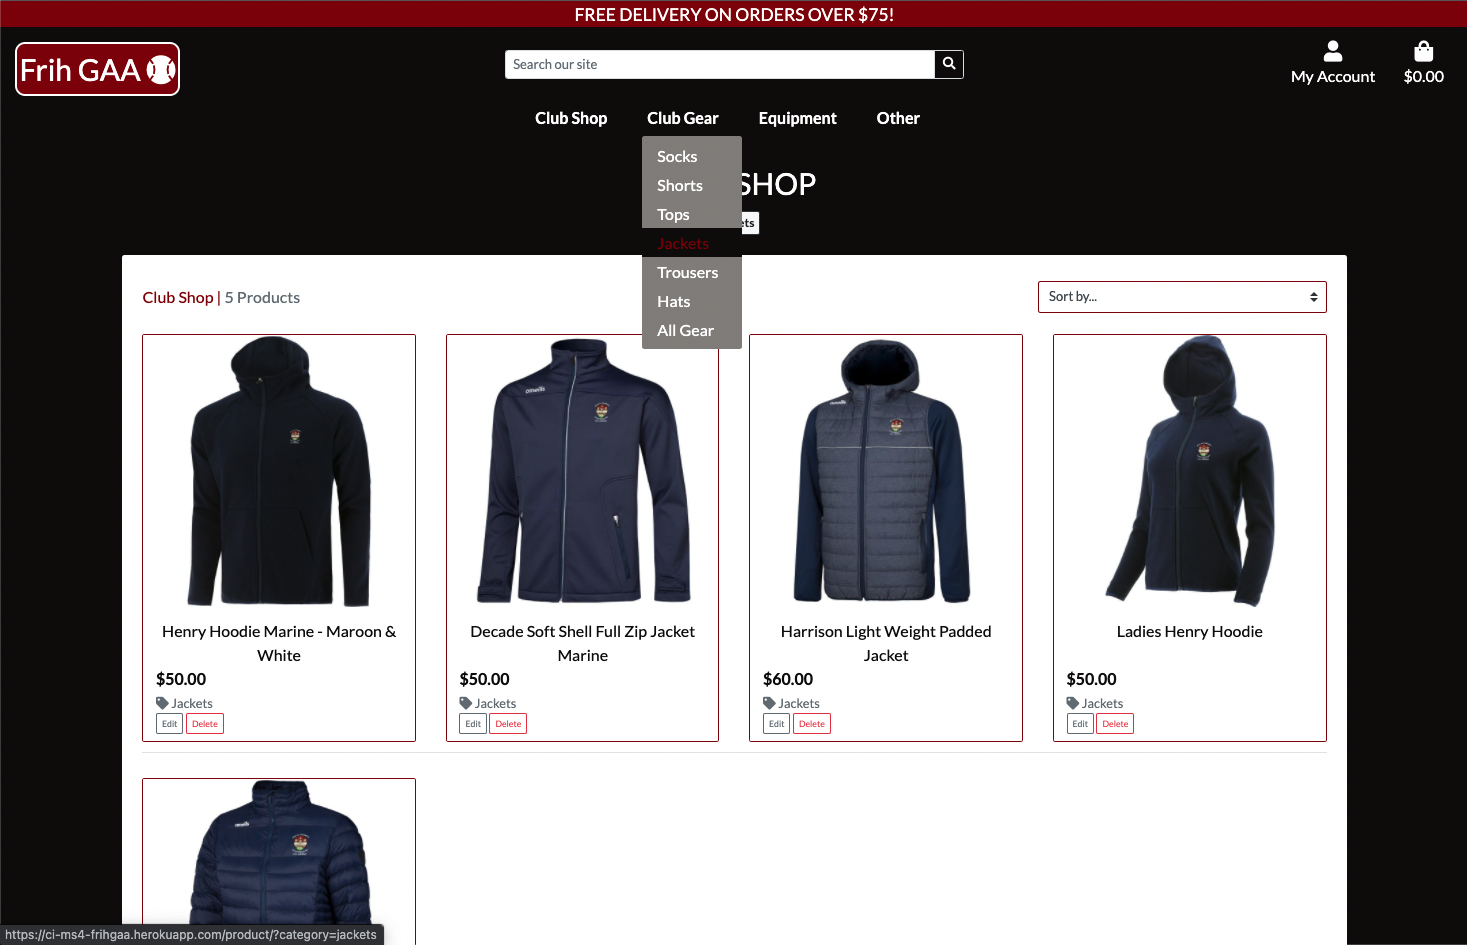 FREE DELIVERY ON ORDERS OVER $75!
Frih GAA
Search our site
My Account
$0.00
Club Shop
Club Gear
Equipment
Other
Socks
Shorts
Tops
Jackets
Trousers
Hats
All Gear
SHOP
ets
Club Shop | 5 Products
Sort by...
o'neills
Henry Hoodie Marine - Maroon &
White
$50.00
Jackets
Edit
Delete
Decade Soft Shell Full Zip Jacket
Marine
$50.00
Jackets
Edit
Delete
Harrison Light Weight Padded
Jacket
$60.00
Jackets
Edit
Delete
Ladies Henry Hoodie
$50.00
Jackets
Edit
Delete
https://ci-ms4-frihgaa.herokuapp.com/product/?category=jackets